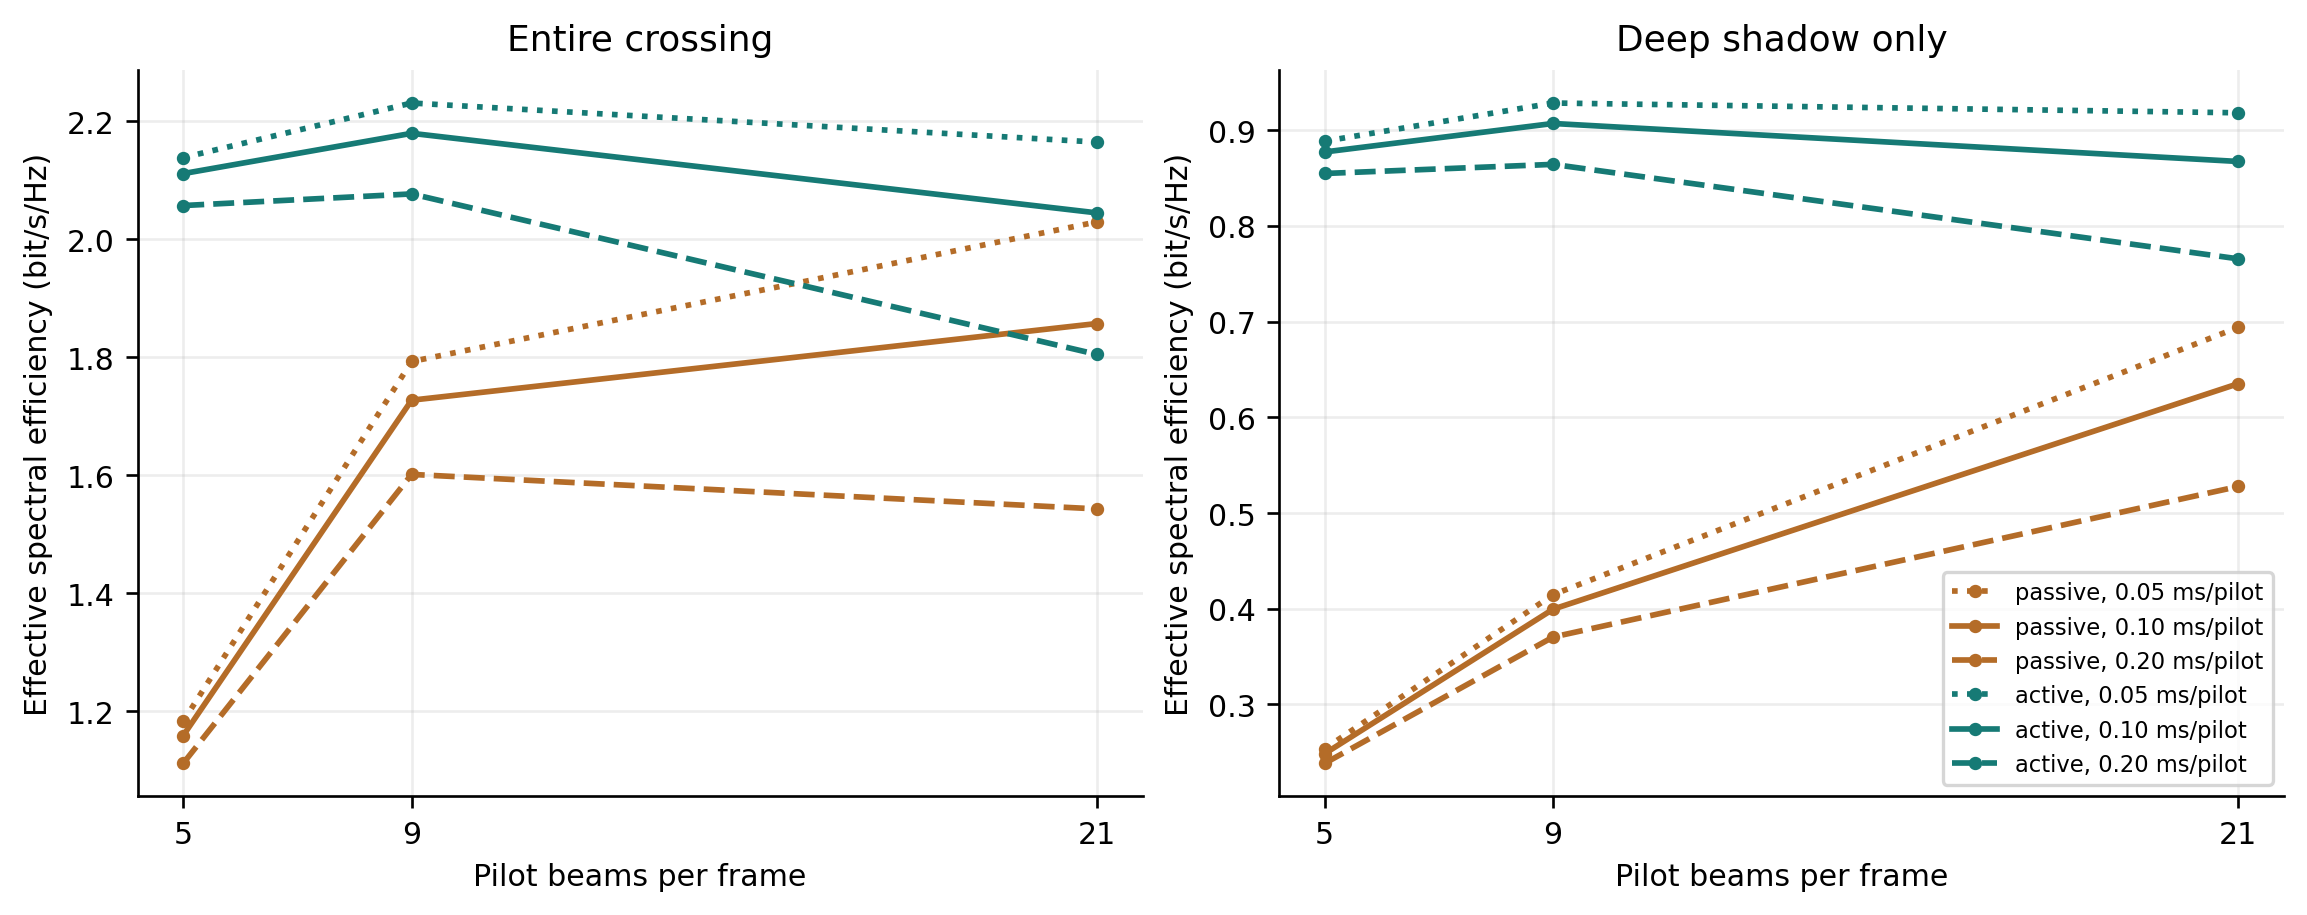 Entire crossing
Effective spectral efficiency (bit/s/Hz)
2.2
2.0
1.8
1.6
1.4
1.2
5
9
21
Pilot beams per frame
Deep shadow only
Effective spectral efficiency (bit/s/Hz)
0.9
0.8
0.7
0.6
0.5
0.4
0.3
passive, 0.05 ms/pilot
passive, 0.10 ms/pilot
passive, 0.20 ms/pilot
active, 0.05 ms/pilot
active, 0.10 ms/pilot
active, 0.20 ms/pilot
5
9
21
Pilot beams per frame